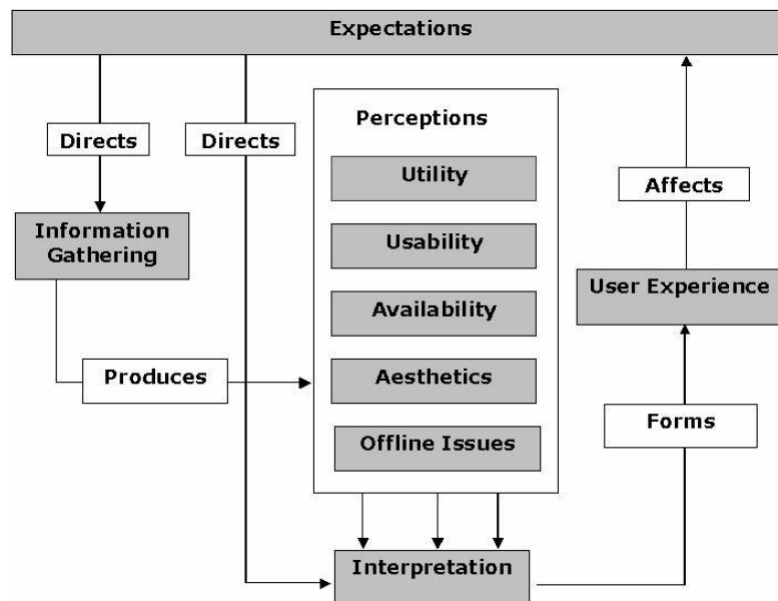 Expectations
Directs
Directs
Perceptions
Utility
Affects
Information
Gathering
Usability
User Experience
Availability
Produces
Aesthetics
Forms
Offline Issues
Interpretation